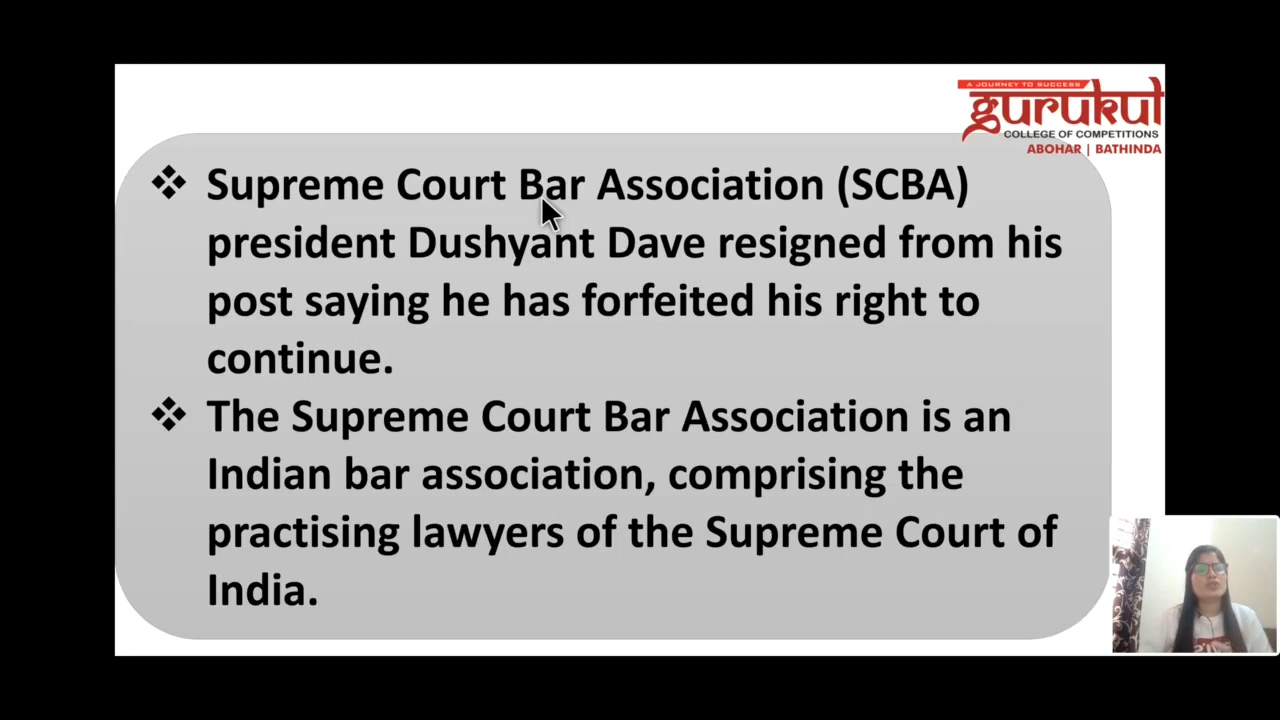 A JOURNEY TO SUCCESS
gurukul
COLLEGE OF COMPETITIONS
ABOHAR | BATHINDA
❖ Supreme Court Bar Association (SCBA)
president Dushyant Dave resigned from his
post saying he has forfeited his right to
continue.
❖ The Supreme Court Bar Association is an
Indian bar association, comprising the
practising lawyers of the Supreme Court of
India.